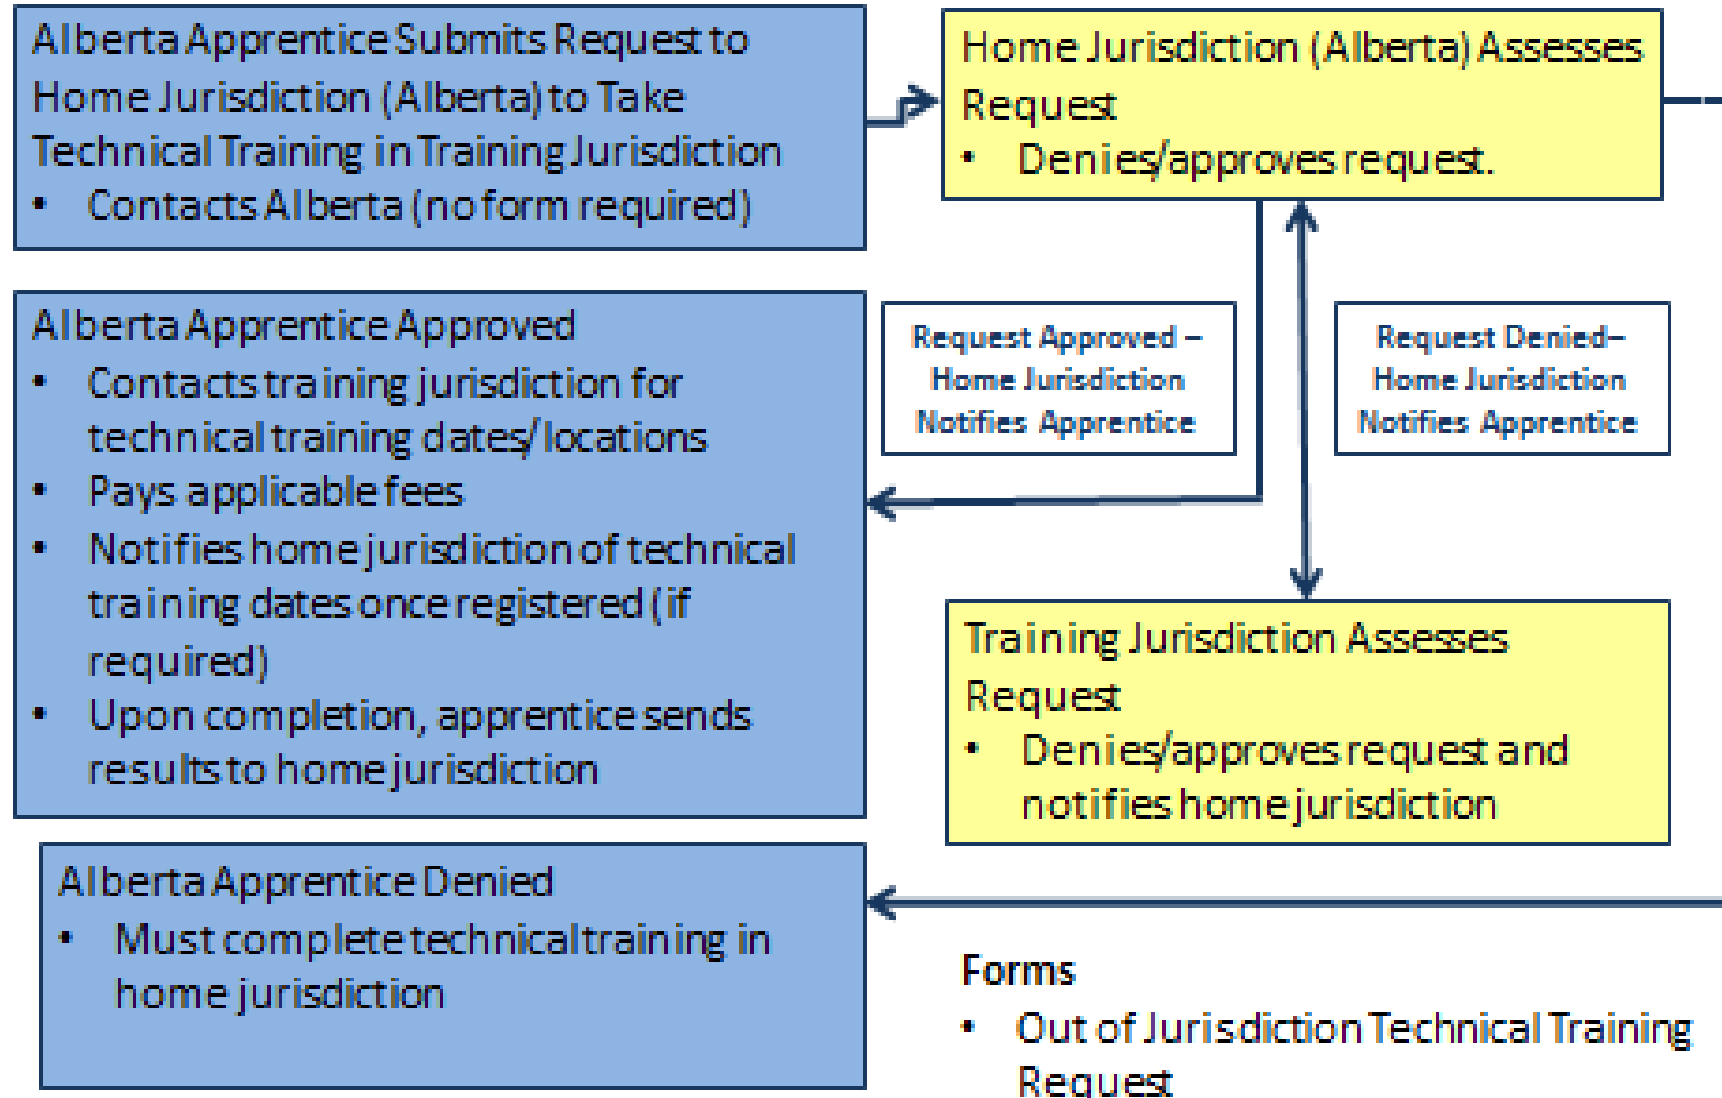 Alberta Apprentice Submits Request to
Home Jurisdiction (Alberta) to Take
Technical Training in Training Jurisdiction
• Contacts Alberta (no form required)
Home Jurisdiction (Alberta) Assesses
Request
• Denies/approves request.
Alberta Apprentice Approved
• Contacts training jurisdiction for
technical training dates/locations
• Pays applicable fees
• Notifies home jurisdiction of technical
training dates once registered (if
required)
• Upon completion, apprentice sends
results to home jurisdiction
Request Approved –
Home Jurisdiction
Notifies Apprentice
Request Denied–
Home Jurisdiction
Notifies Apprentice
Training Jurisdiction Assesses
Request
• Denies/approves request and
notifies home jurisdiction
Alberta Apprentice Denied
• Must complete technical training in
home jurisdiction
Forms
• Out of Jurisdiction Technical Training
Request